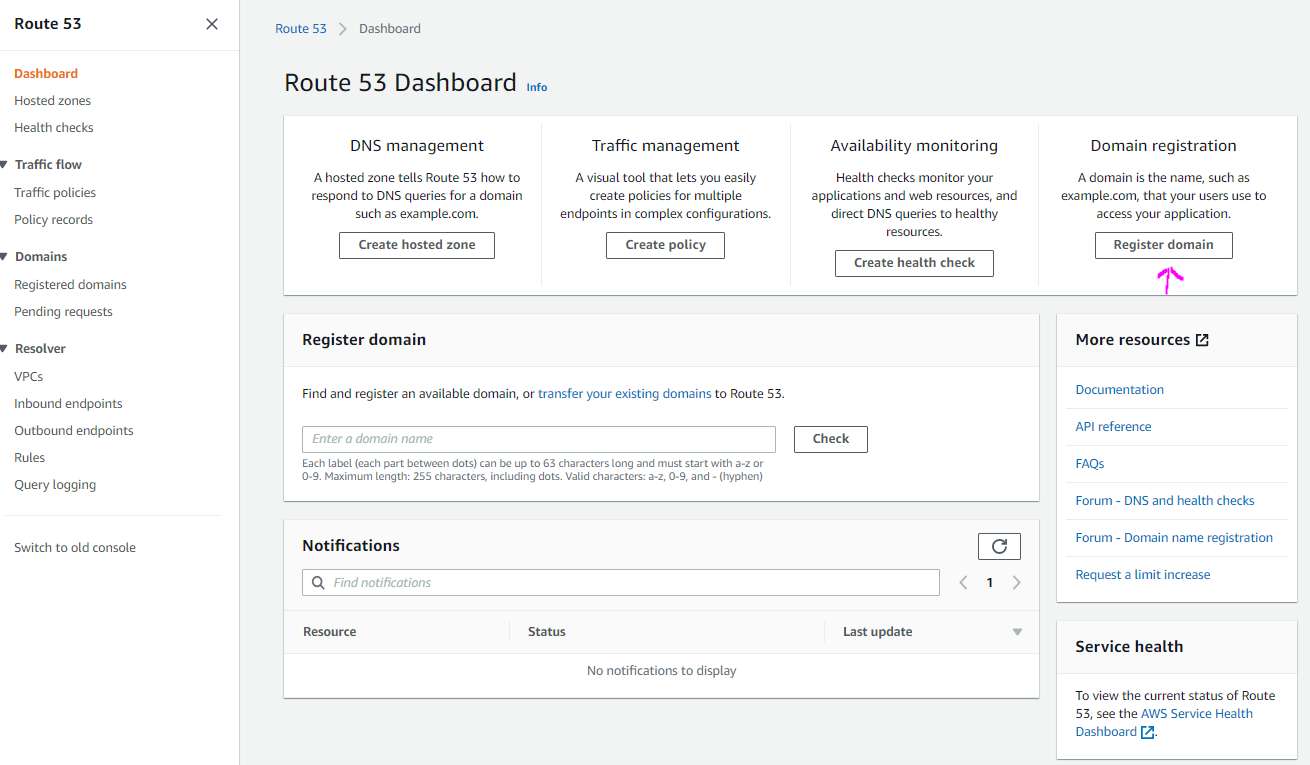 Route 53
Dashboard
Hosted zones
Health checks
Traffic flow
Traffic policies
Policy records
Domains
Registered domains
Pending requests
Resolver
VPCs
Inbound endpoints
Outbound endpoints
Rules
Query logging
Switch to old console
Route 53 Dashboard
Route 53 Dashboard Info
DNS management
A hosted zone tells Route 53 how to
respond to DNS queries for a domain
such as example.com.
Create hosted zone
Traffic management
A visual tool that lets you easily
create policies for multiple
endpoints in complex configurations.
Create policy
Availability monitoring
Health checks monitor your
applications and web resources, and
direct DNS queries to healthy
resources.
Create health check
Domain registration
A domain is the name, such as
example.com, that your users use to
access your application.
Register domain
Register domain
Find and register an available domain, or transfer your existing domains to Route 53.
Enter a domain name
Check
Each label (each part between dots) can be up to 63 characters long and must start with a-z or
0-9. Maximum length: 255 characters, including dots. Valid characters: a-z, 0-9, and - (hyphen)
Notifications
Find notifications
1
Resource Status Last update
No notifications to display
More resources
Documentation
API reference
FAQs
Forum - DNS and health checks
Forum - Domain name registration
Request a limit increase
Service health
To view the current status of Route
53, see the AWS Service Health
Dashboard .